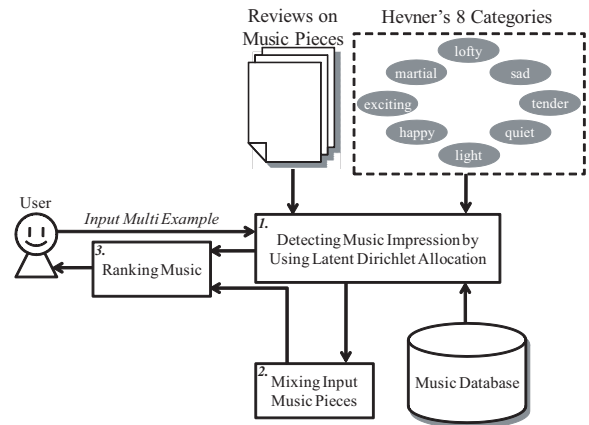 Reviews on
Music Pieces
Hevner's 8 Categories
lofty
martial
sad
exciting
tender
happy
quiet
light
User
Input Multi Example
1.
Detecting Music Impression by
Using Latent Dirichlet Allocation
3.
Ranking Music
2.
Mixing Input
Music Pieces
Music Database